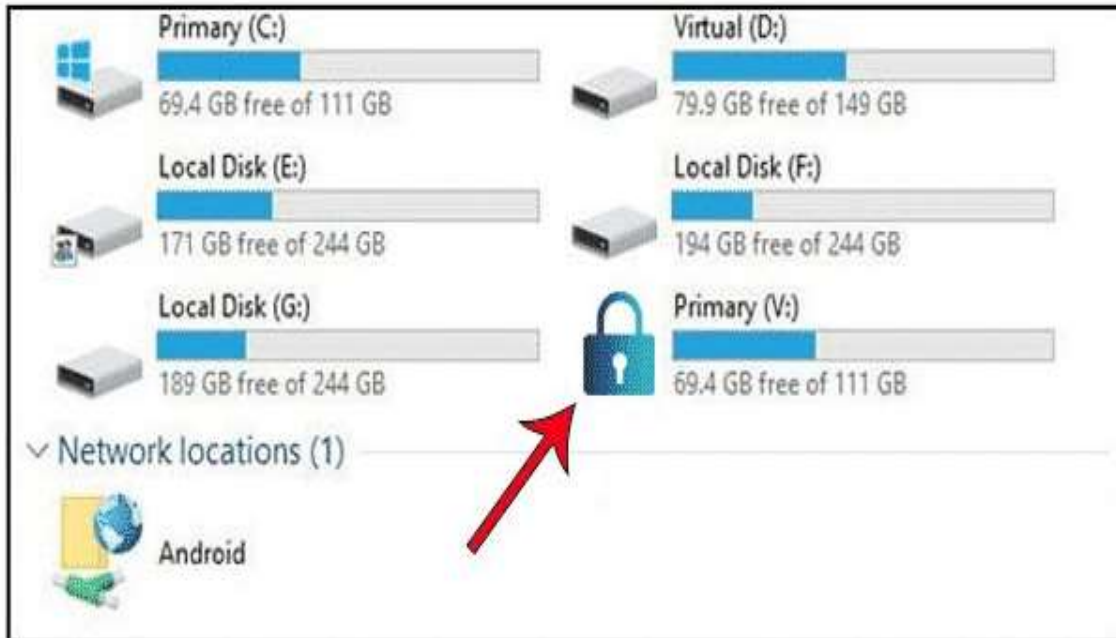 Primary (C:)
69.4 GB free of 111 GB
Virtual (D:)
79.9 GB free of 149 GB
Local Disk (E:)
171 GB free of 244 GB
Local Disk (F:)
194 GB free of 244 GB
Local Disk (G:)
189 GB free of 244 GB
Primary (V:)
69.4 GB free of 111 GB
Network locations (1)
Android